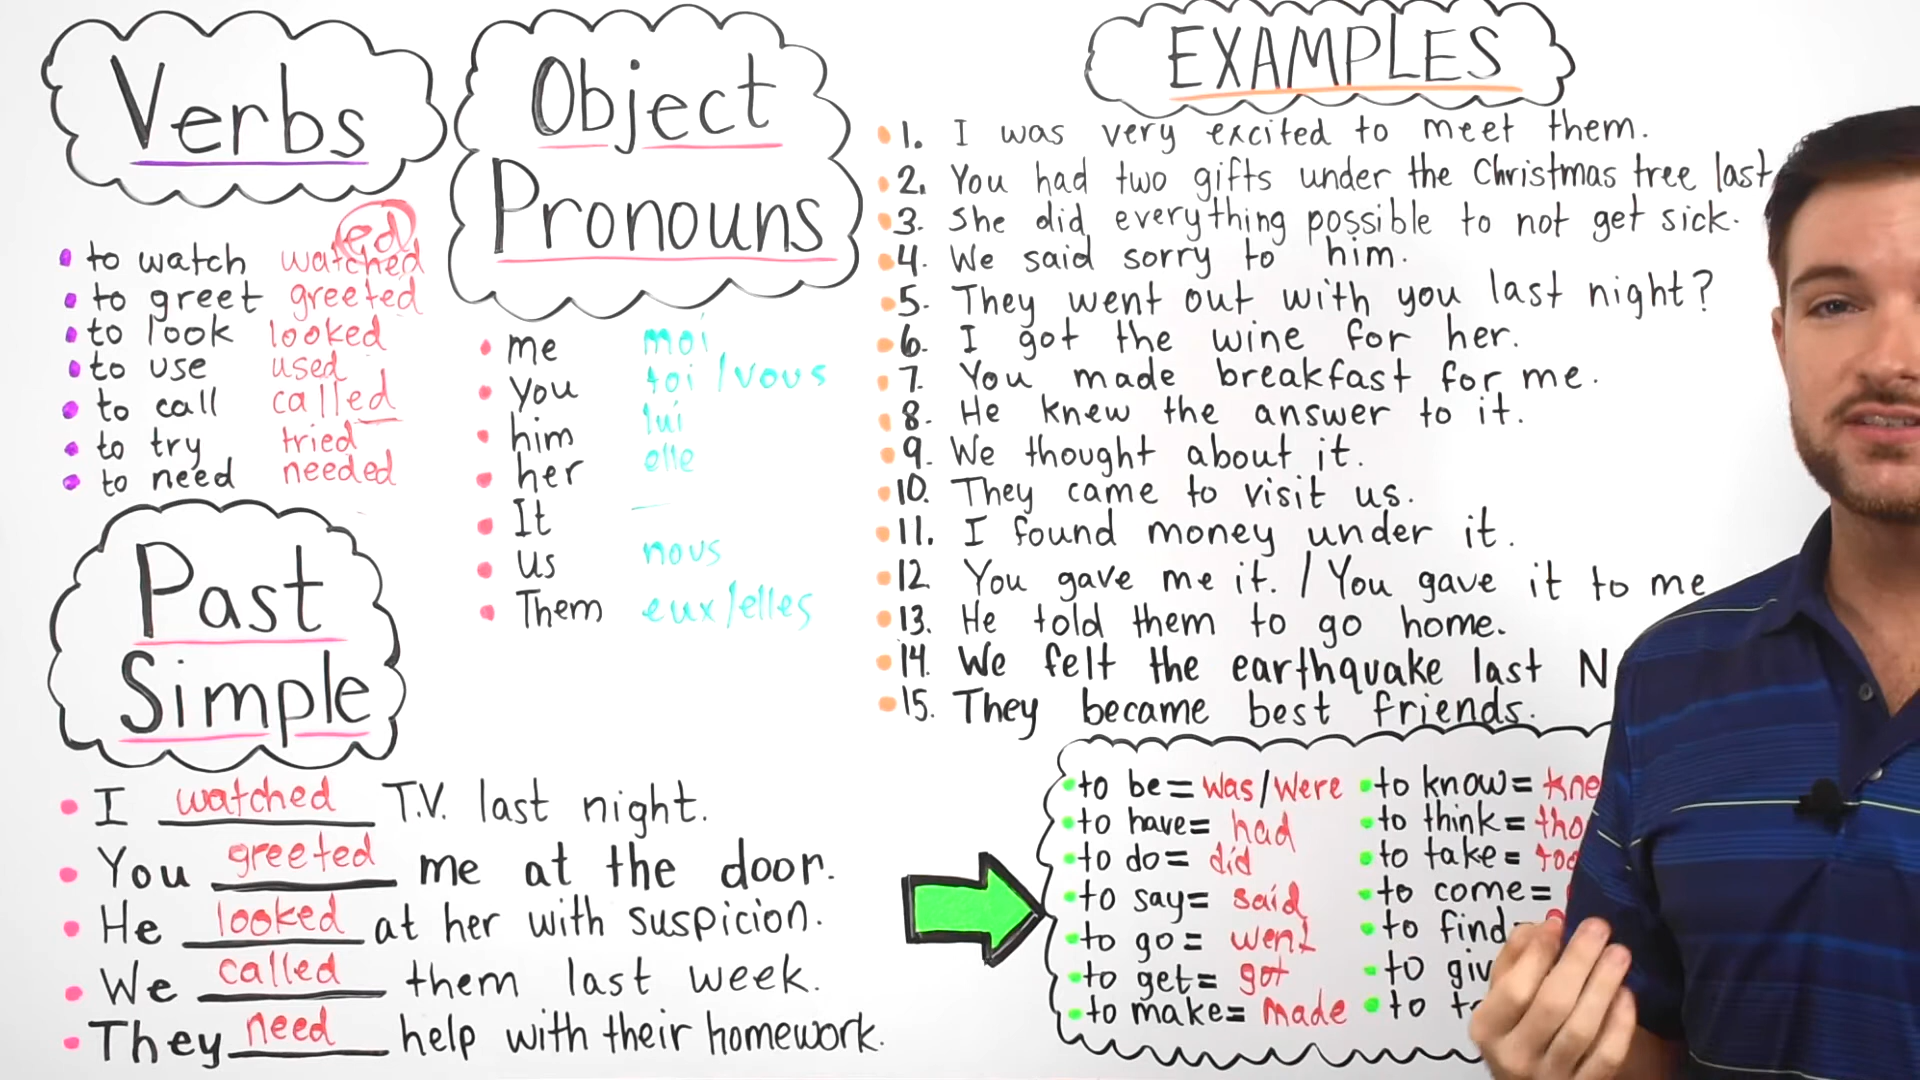 Verbs
ed
to watch watched
to greet greeted
to look looked
to use used
to call called
to try tried
to need needed
Object
Pronouns
me moi
you toi/vous
him lui
her elle
It —
us nous
Them eux/elles
Past
Simple
I watched T.V. last night.
You greeted me at the door.
He looked at her with suspicion.
We called them last week.
They need help with their homework.
EXAMPLES
1. I was very excited to meet them.
2. You had two gifts under the Christmas tree last
3. She did everything possible to not get sick.
4. We said sorry to him.
5. They went out with you last night?
6. I got the wine for her.
7. You made breakfast for me.
8. He knew the answer to it.
9. We thought about it.
10. They came to visit us.
11. I found money under it.
12 You gave me it. / You gave it to me
13. He told them to go home.
14. We felt the earthquake last N
15. They became best friends.
to be = was/were
to have = had
to do = did
to say = said
to go = went
to get = got
to make = made
to know = kne
to think = tho
to take = too
to come =
to find =
to giv
to t